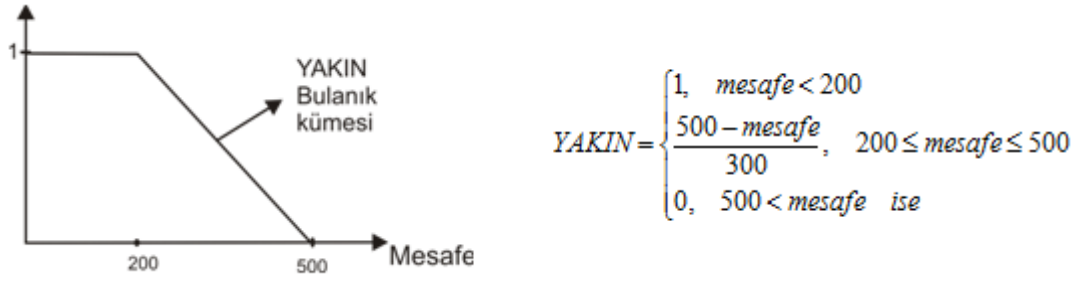 1
YAKIN
Bulanık
kümesi
200
500
Mesafe
YAKIN = {1, mesafe < 200
500 − mesafe / 300, 200 ≤ mesafe ≤ 500
0, 500 < mesafe ise